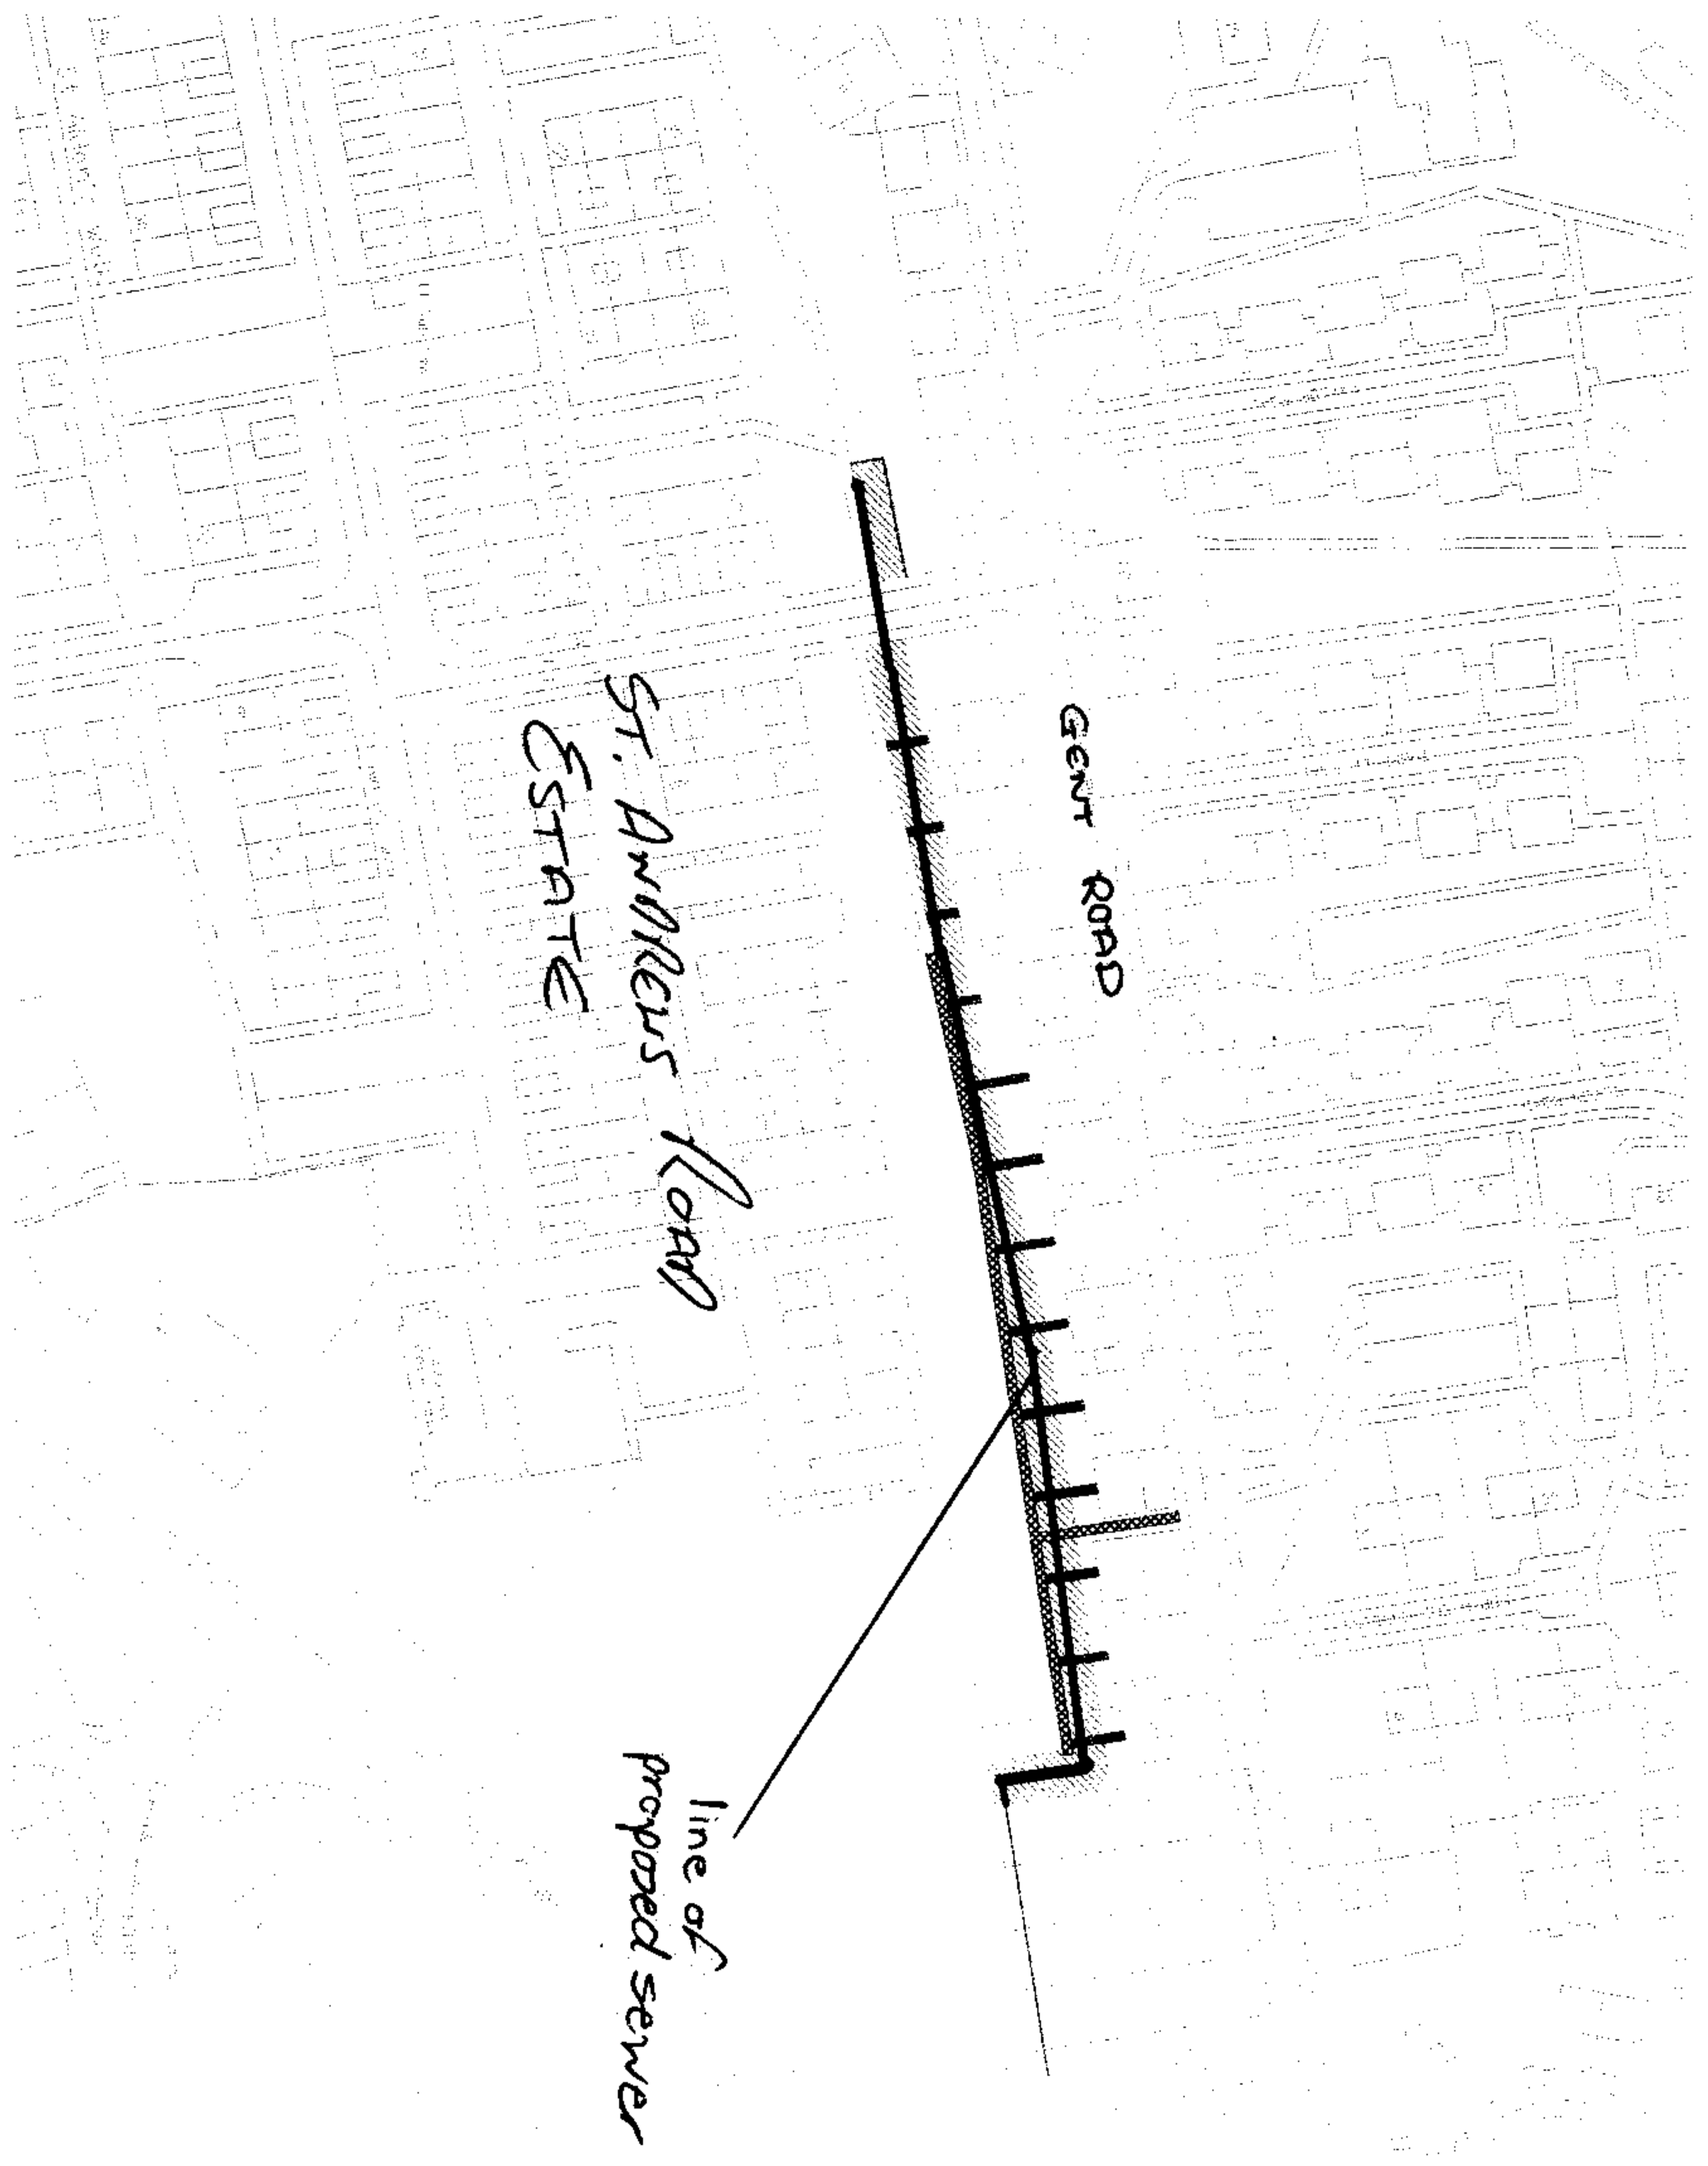 GENT ROAD
ST. ANDREWS ROAD
ESTATE
line of
proposed sewer